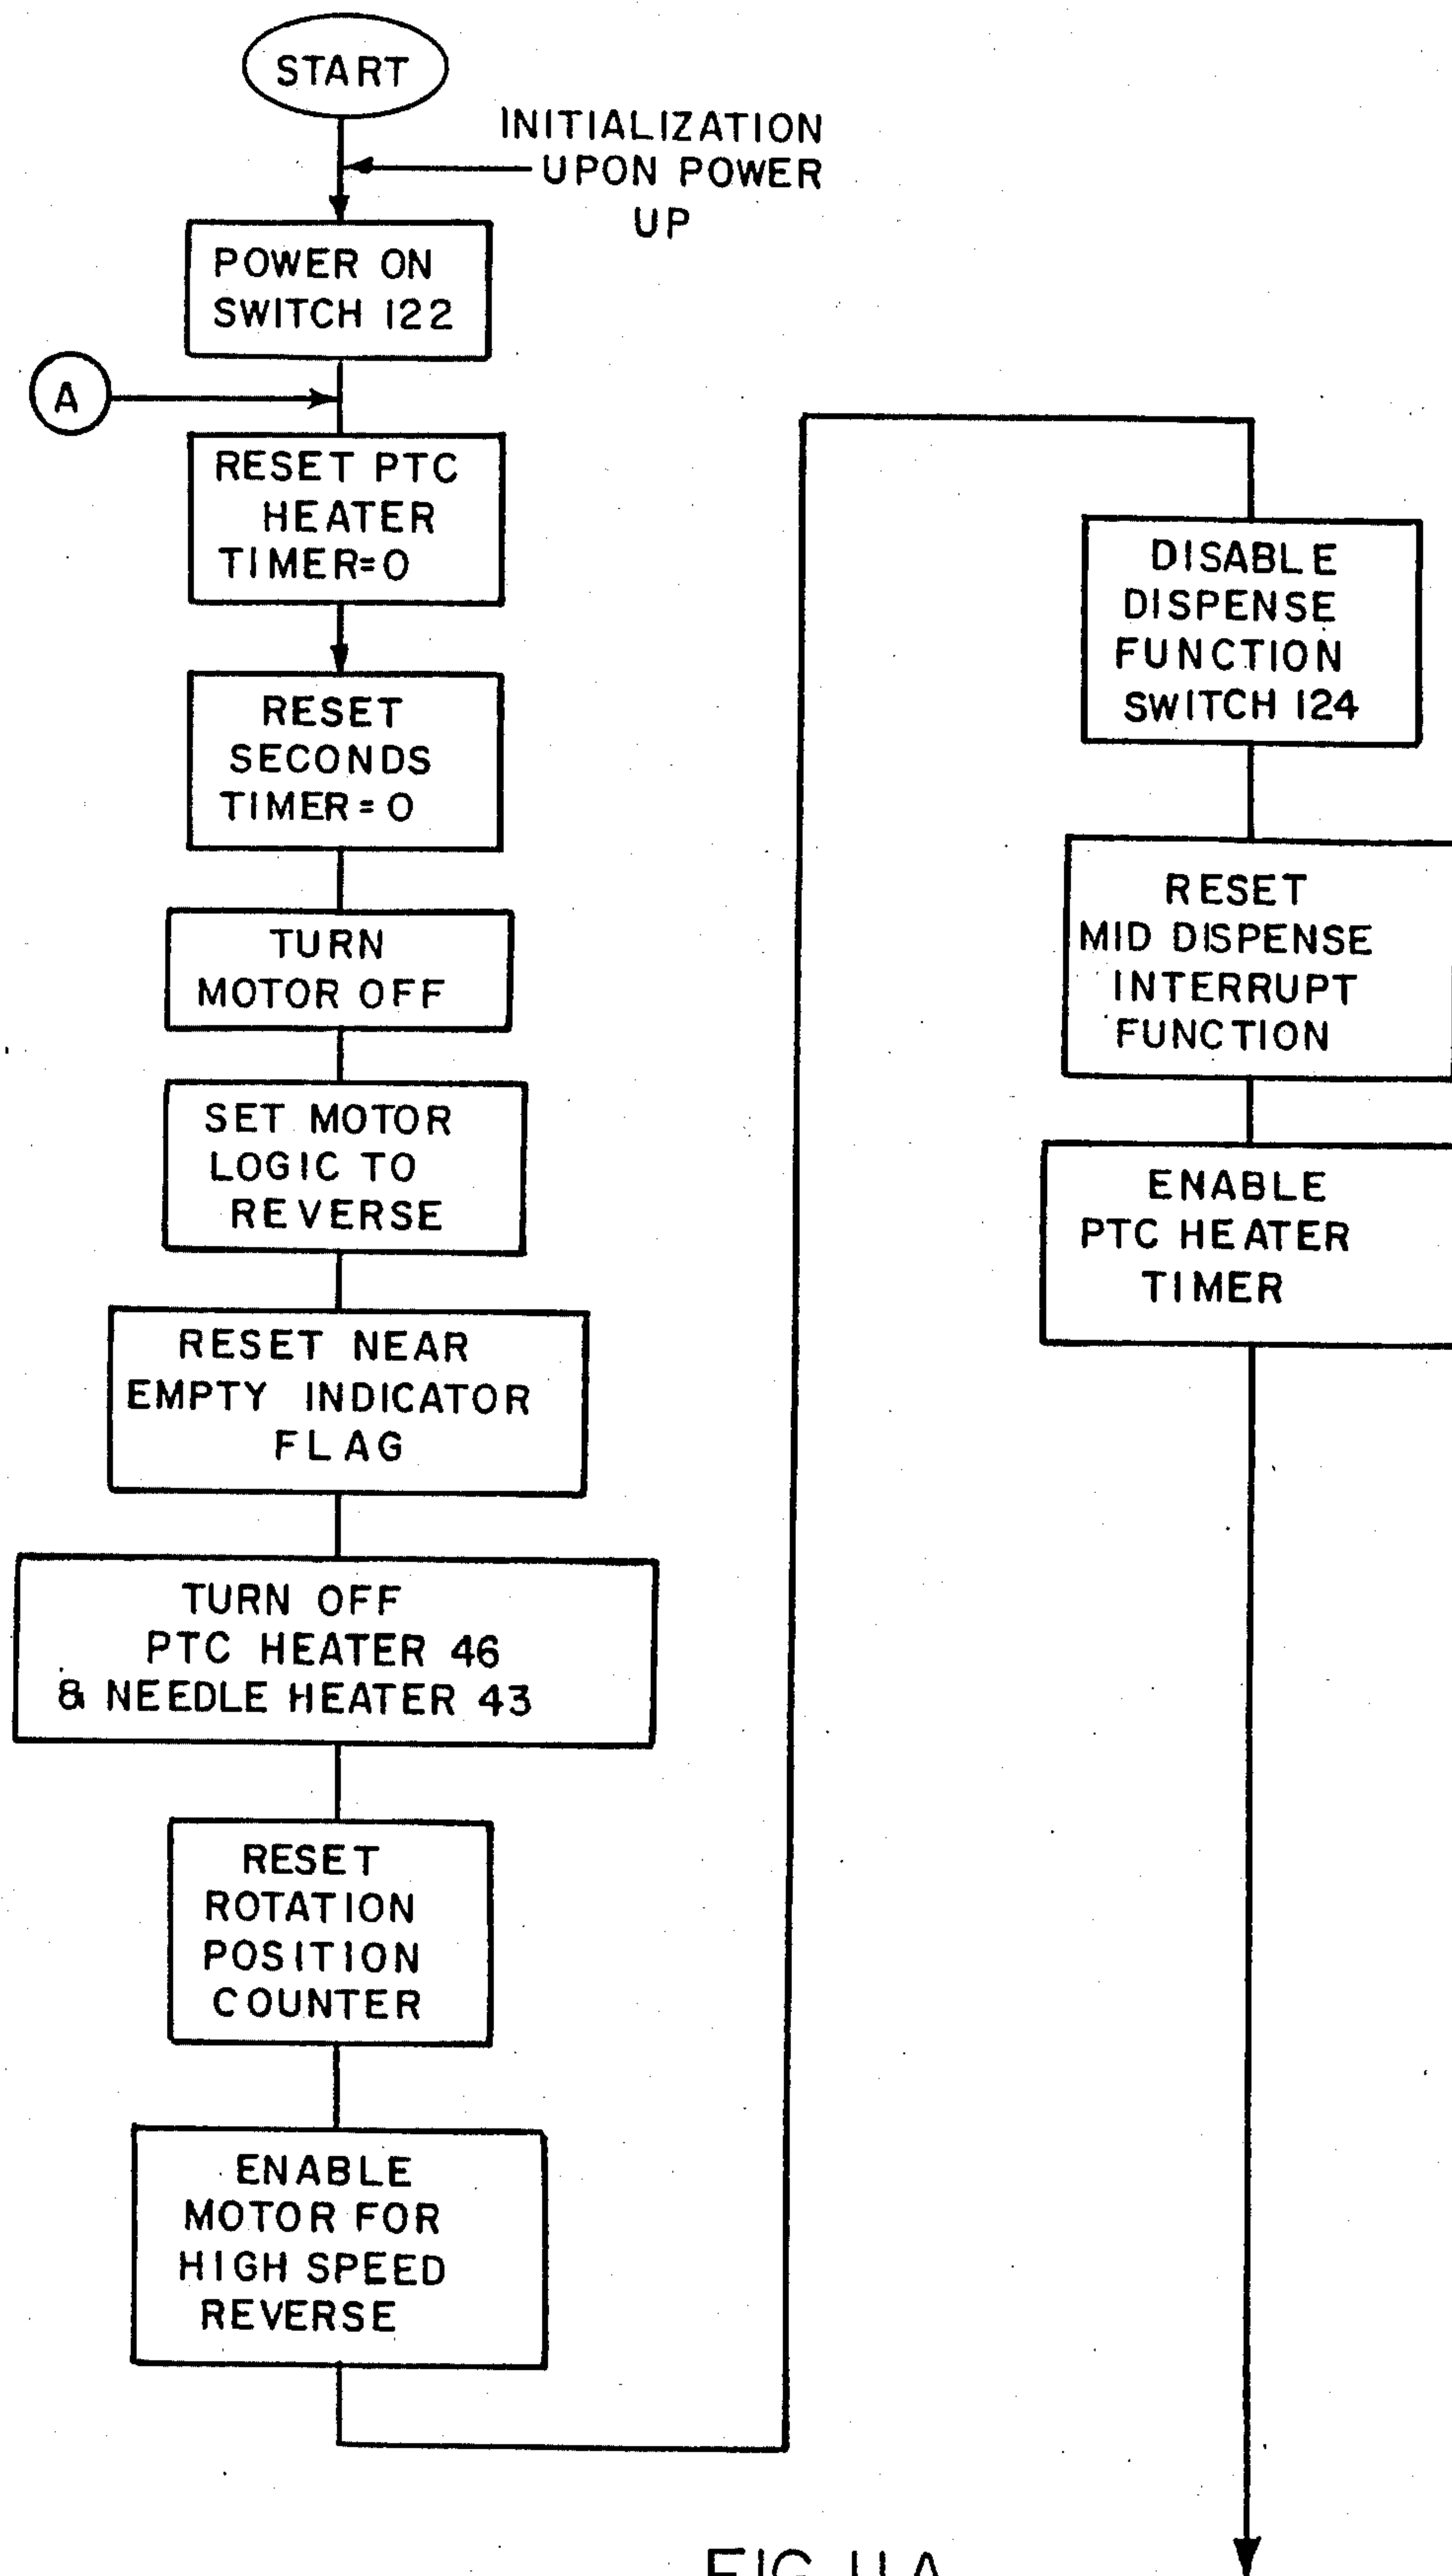 START
INITIALIZATION
UPON POWER
UP
POWER ON
SWITCH 122
A
RESET PTC
HEATER
TIMER=0
RESET
SECONDS
TIMER=0
TURN
MOTOR OFF
SET MOTOR
LOGIC TO
REVERSE
RESET NEAR
EMPTY INDICATOR
FLAG
TURN OFF
PTC HEATER 46
& NEEDLE HEATER 43
RESET
ROTATION
POSITION
COUNTER
ENABLE
MOTOR FOR
HIGH SPEED
REVERSE
DISABLE
DISPENSE
FUNCTION
SWITCH 124
RESET
MID DISPENSE
INTERRUPT
FUNCTION
ENABLE
PTC HEATER
TIMER
FIG. 11A